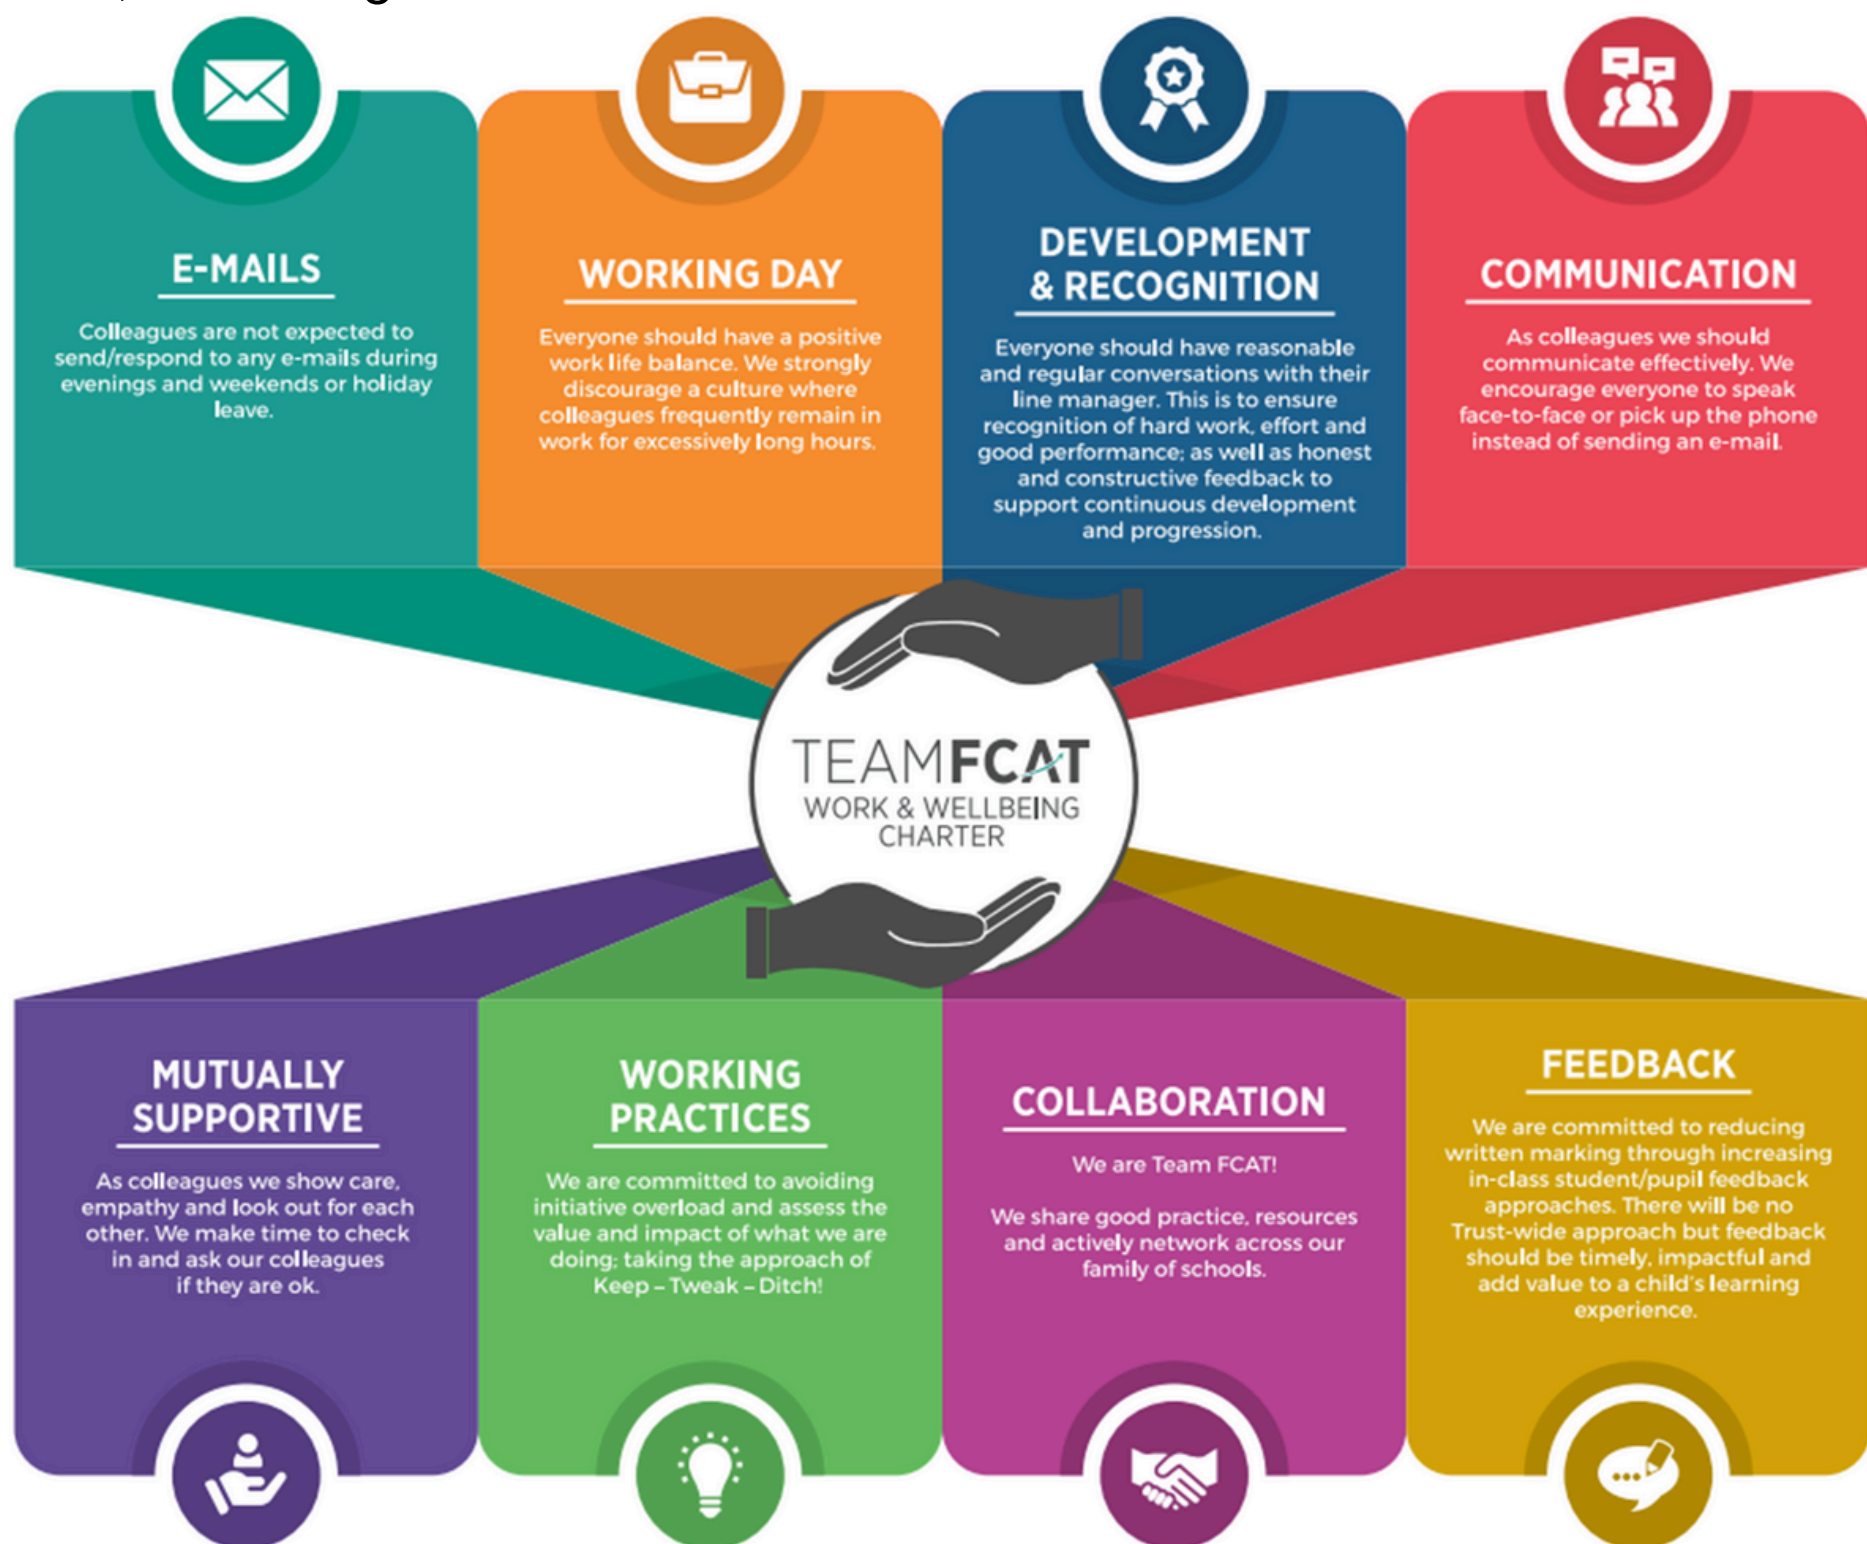 E-MAILS
Colleagues are not expected to
send/respond to any e-mails during
evenings and weekends or holiday
leave.
WORKING DAY
Everyone should have a positive
work life balance. We strongly
discourage a culture where
colleagues frequently remain in
work for excessively long hours.
DEVELOPMENT
& RECOGNITION
Everyone should have reasonable
and regular conversations with their
line manager. This is to ensure
recognition of hard work, effort and
good performance; as well as honest
and constructive feedback to
support continuous development
and progression.
COMMUNICATION
As colleagues we should
communicate effectively. We
encourage everyone to speak
face-to-face or pick up the phone
instead of sending an e-mail.
TEAMFCAT
WORK & WELLBEING
CHARTER
MUTUALLY
SUPPORTIVE
As colleagues we show care,
empathy and look out for each
other. We make time to check
in and ask our colleagues
if they are ok.
WORKING
PRACTICES
We are committed to avoiding
initiative overload and assess the
value and impact of what we are
doing; taking the approach of
Keep – Tweak – Ditch!
COLLABORATION
We are Team FCAT!
We share good practice, resources
and actively network across our
family of schools.
FEEDBACK
We are committed to reducing
written marking through increasing
in-class student/pupil feedback
approaches. There will be no
Trust-wide approach but feedback
should be timely, impactful and
add value to a child's learning
experience.